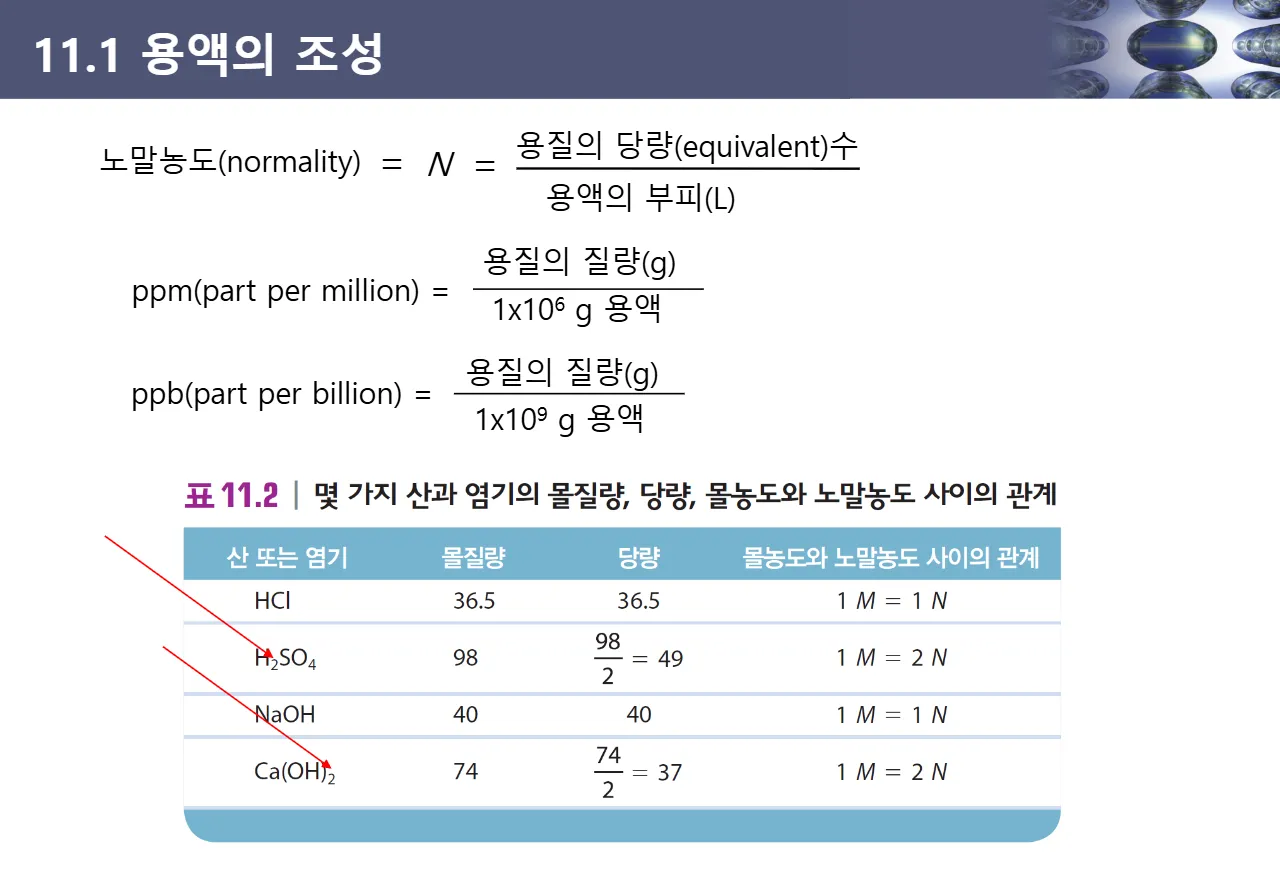 11.1 용액의 조성
노말농도(normality) = N = 용질의 당량(equivalent)수
용액의 부피(L)
ppm(part per million) = 용질의 질량(g)
1x10⁶ g 용액
ppb(part per billion) = 용질의 질량(g)
1x10⁹ g 용액
표 11.2 | 몇 가지 산과 염기의 몰질량, 당량, 몰농도와 노말농도 사이의 관계
산 또는 염기 몰질량 당량 몰농도와 노말농도 사이의 관계
HCl 36.5 36.5 1 M = 1 N
H₂SO₄ 98 98/2 = 49 1 M = 2 N
NaOH 40 40 1 M = 1 N
Ca(OH)₂ 74 74/2 = 37 1 M = 2 N